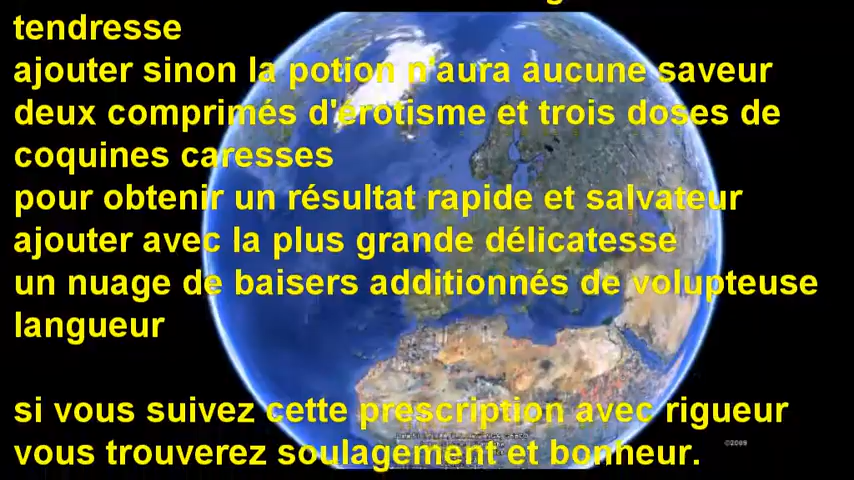 tendresse
ajouter sinon la potion n'aura aucune saveur
deux comprimés d'érotisme et trois doses de
coquines caresses
pour obtenir un résultat rapide et salvateur
ajouter avec la plus grande délicatesse
un nuage de baisers additionnés de volupteuse
langueur
si vous suivez cette prescription avec rigueur
vous trouverez soulagement et bonheur.
©2009